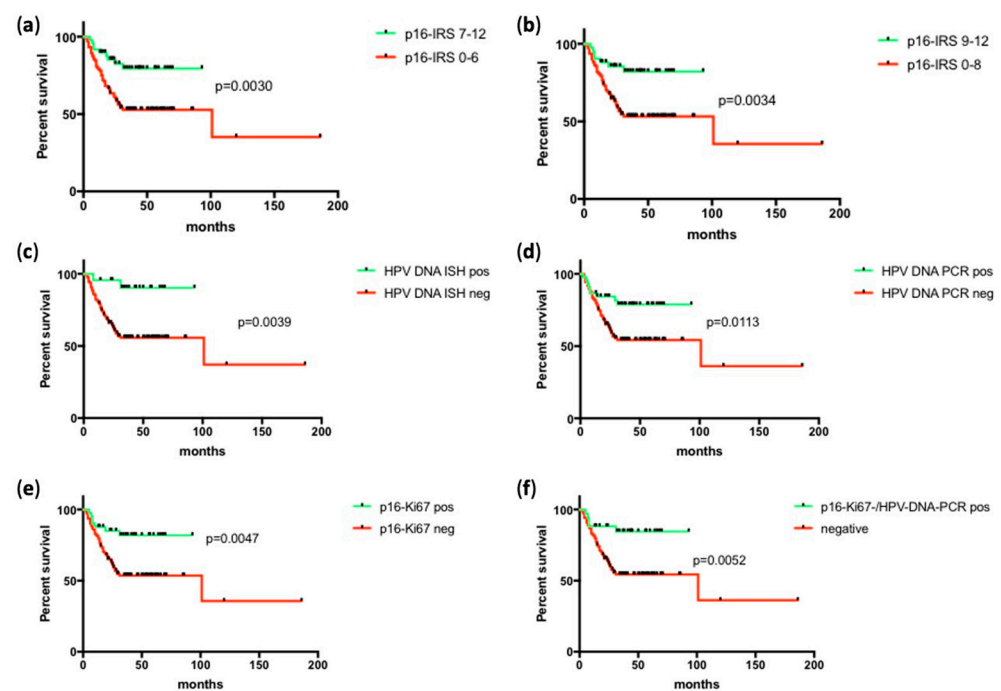 (a)
p16-IRS 7-12
p16-IRS 0-6
p=0.0030
Percent survival
100
50
0
0 50 100 150 200
months
(b)
p16-IRS 9-12
p16-IRS 0-8
p=0.0034
Percent survival
100
50
0
0 50 100 150 200
months
(c)
HPV DNA ISH pos
HPV DNA ISH neg
p=0.0039
Percent survival
100
50
0
0 50 100 150 200
months
(d)
HPV DNA PCR pos
HPV DNA PCR neg
p=0.0113
Percent survival
100
50
0
0 50 100 150 200
months
(e)
p16-Ki67 pos
p16-Ki67 neg
p=0.0047
Percent survival
100
50
0
0 50 100 150 200
months
(f)
p16-Ki67-/HPV-DNA-PCR pos
negative
p=0.0052
Percent survival
100
50
0
0 50 100 150 200
months